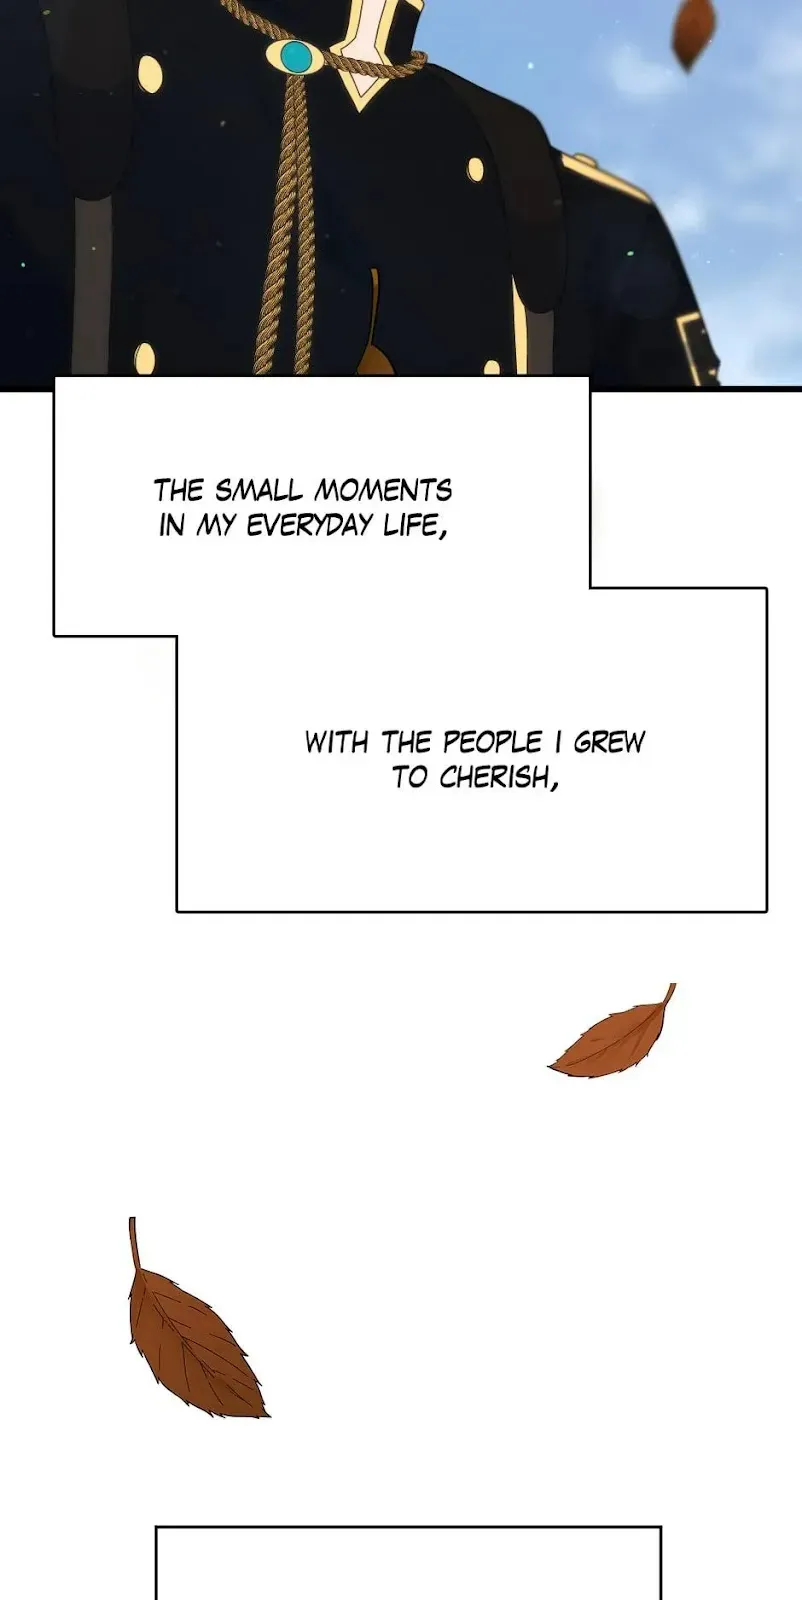 THE SMALL MOMENTS
IN MY EVERYDAY LIFE,
WITH THE PEOPLE I GREW
TO CHERISH,